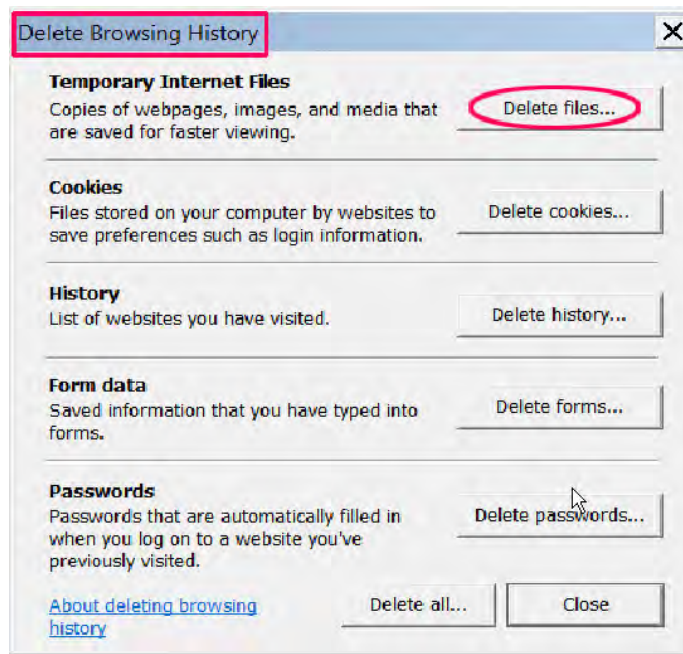 Delete Browsing History
Temporary Internet Files
Copies of webpages, images, and media that
are saved for faster viewing.
Delete files...
Cookies
Files stored on your computer by websites to
save preferences such as login information.
Delete cookies...
History
List of websites you have visited.
Delete history...
Form data
Saved information that you have typed into
forms.
Delete forms...
Passwords
Passwords that are automatically filled in
when you log on to a website you've
previously visited.
Delete passwords...
About deleting browsing
history
Delete all...
Close